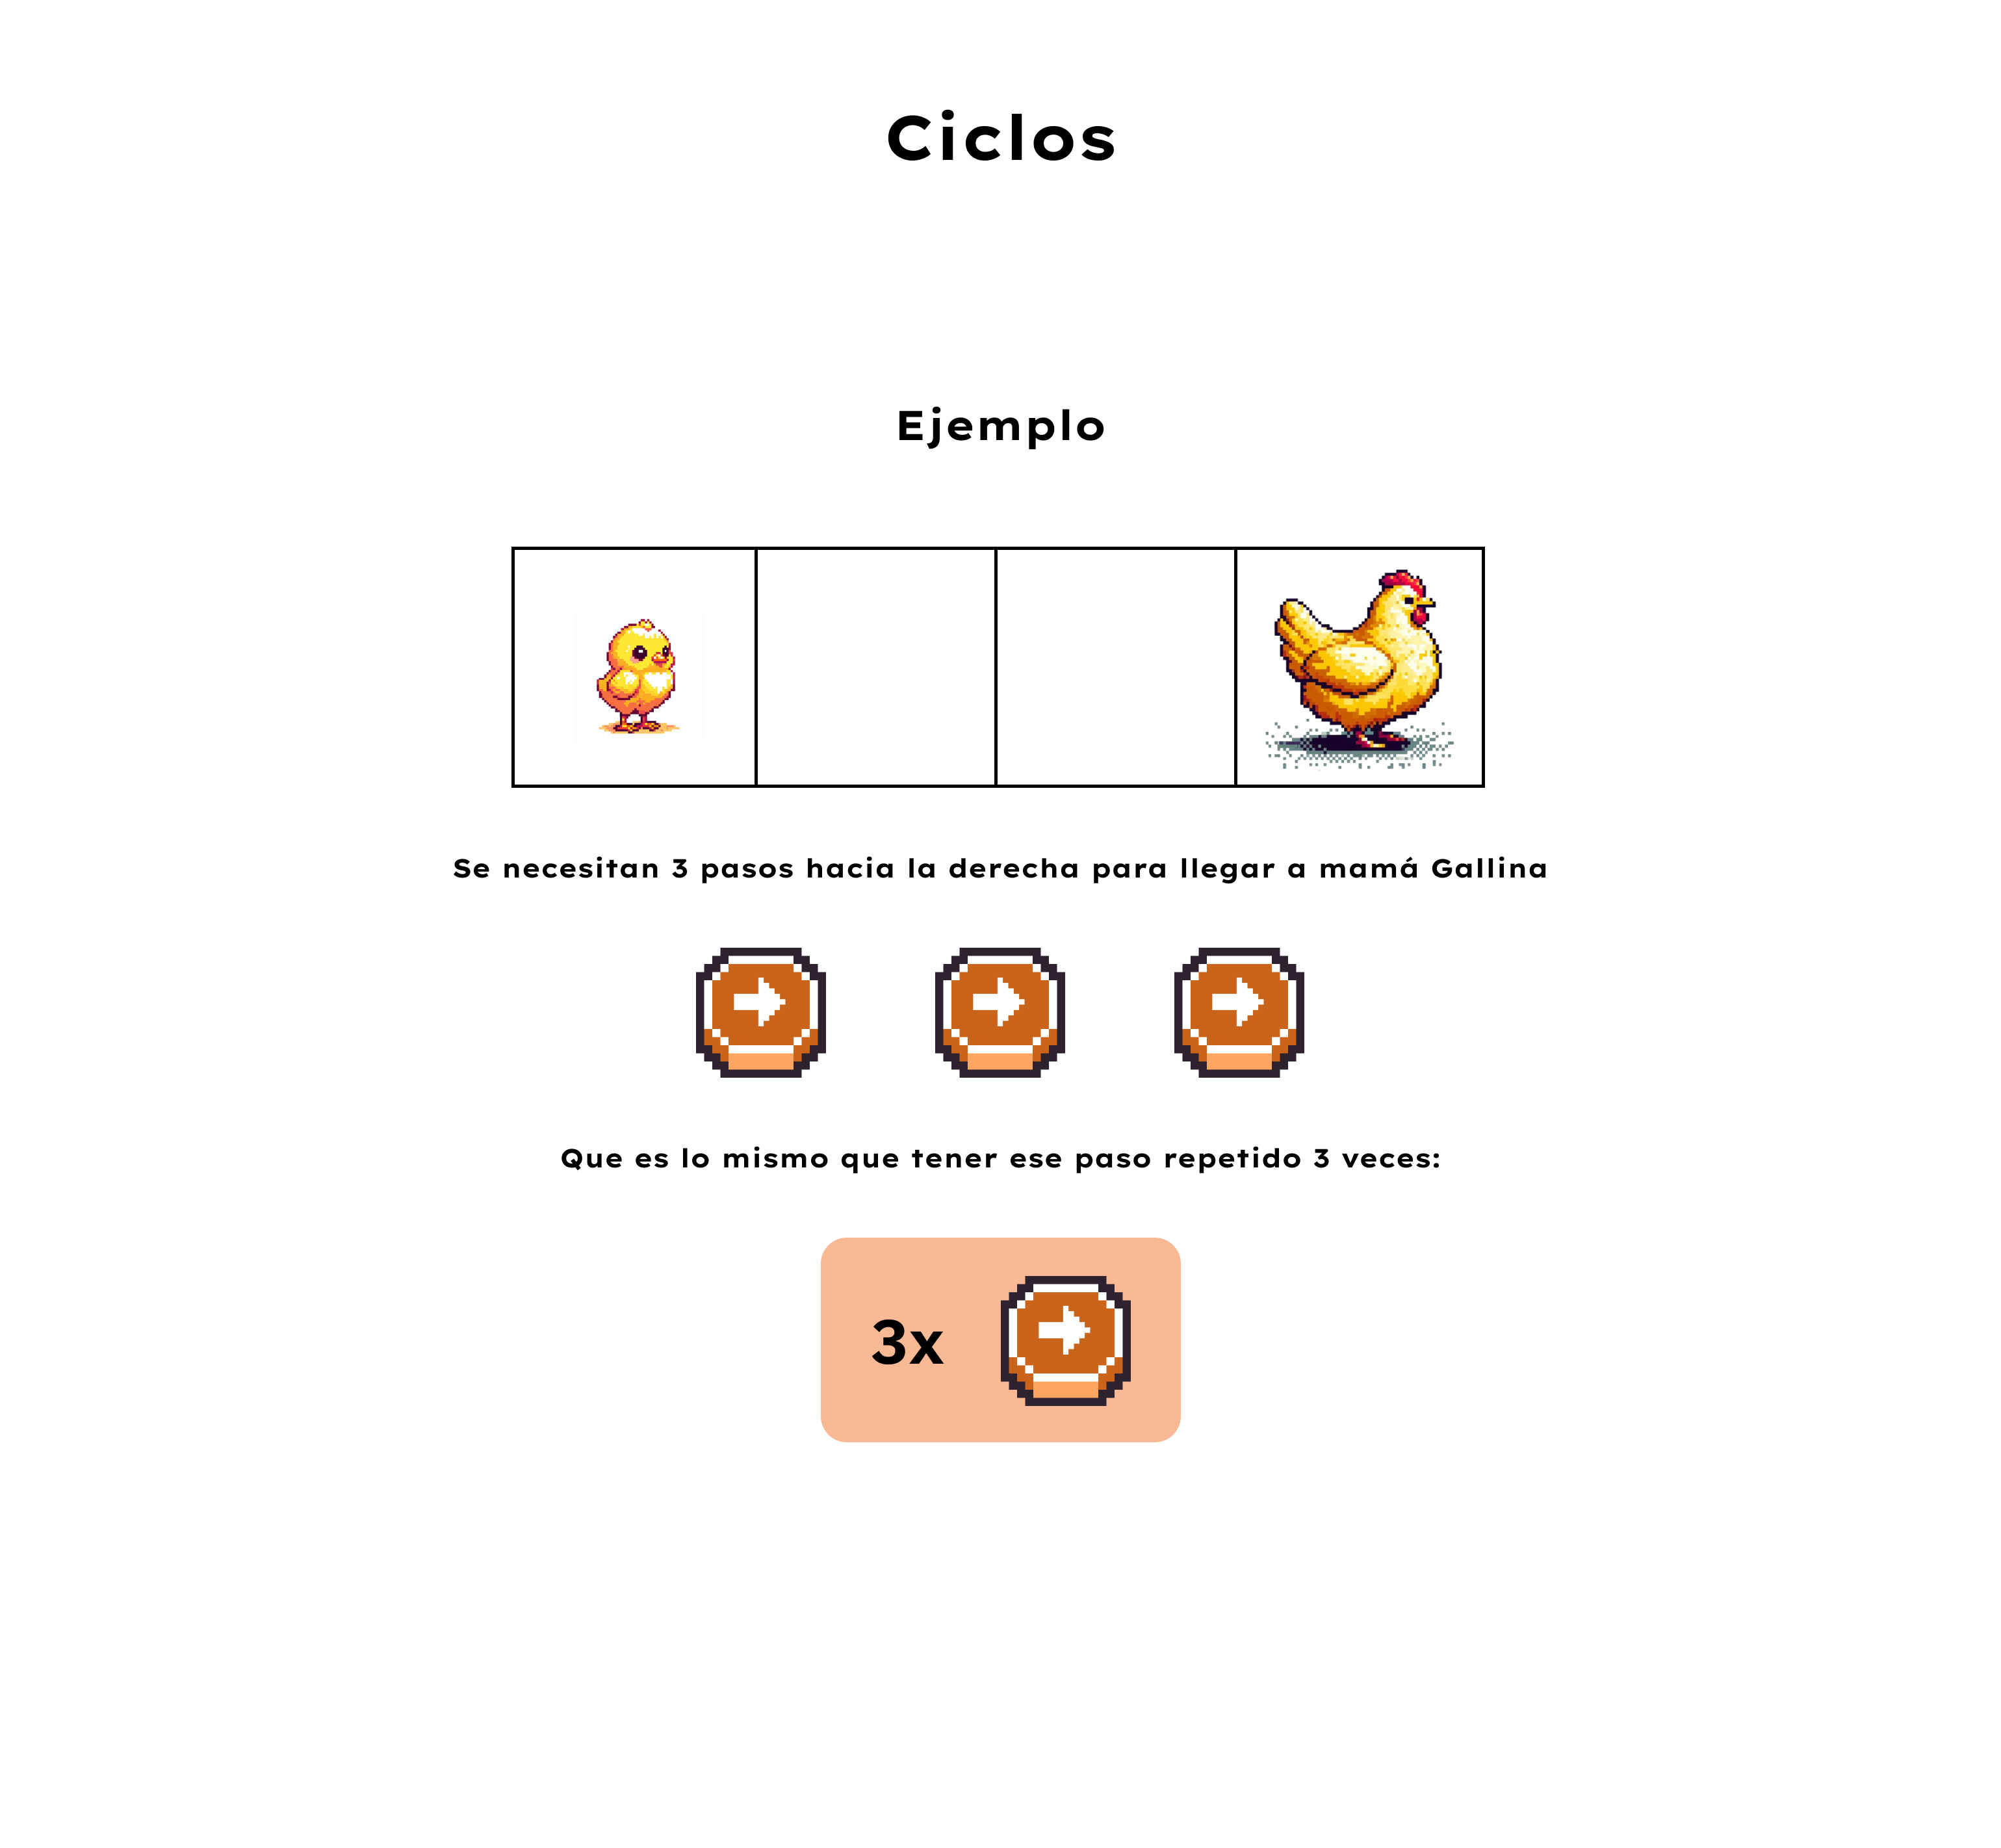 Ciclos
Ejemplo
Se necesitan 3 pasos hacia la derecha para llegar a mamá Gallina
Que es lo mismo que tener ese paso repetido 3 veces:
3x